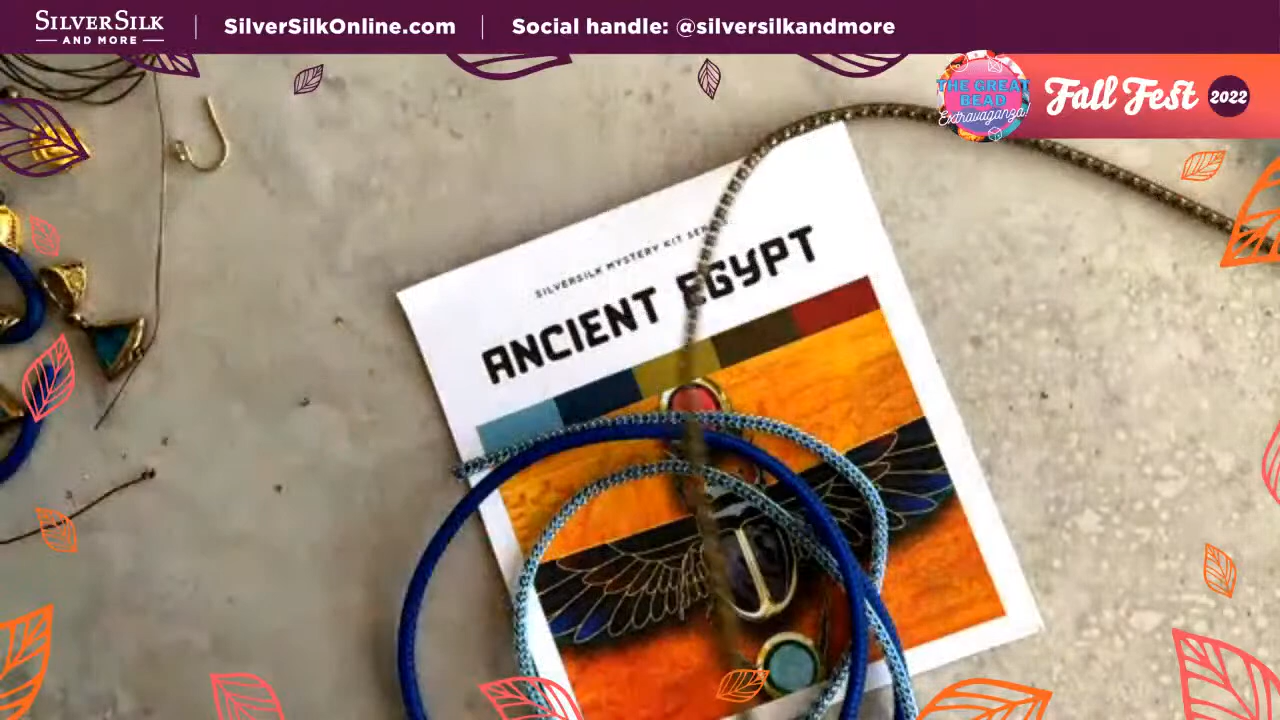 SILVERSILK
AND MORE
SilverSilkOnline.com
Social handle: @silversilkandmore
THE GREAT
BEAD
Extravaganza!
Fall Fest
2022
SILVERSILK MYSTERY KIT
ANCIENT EGYPT